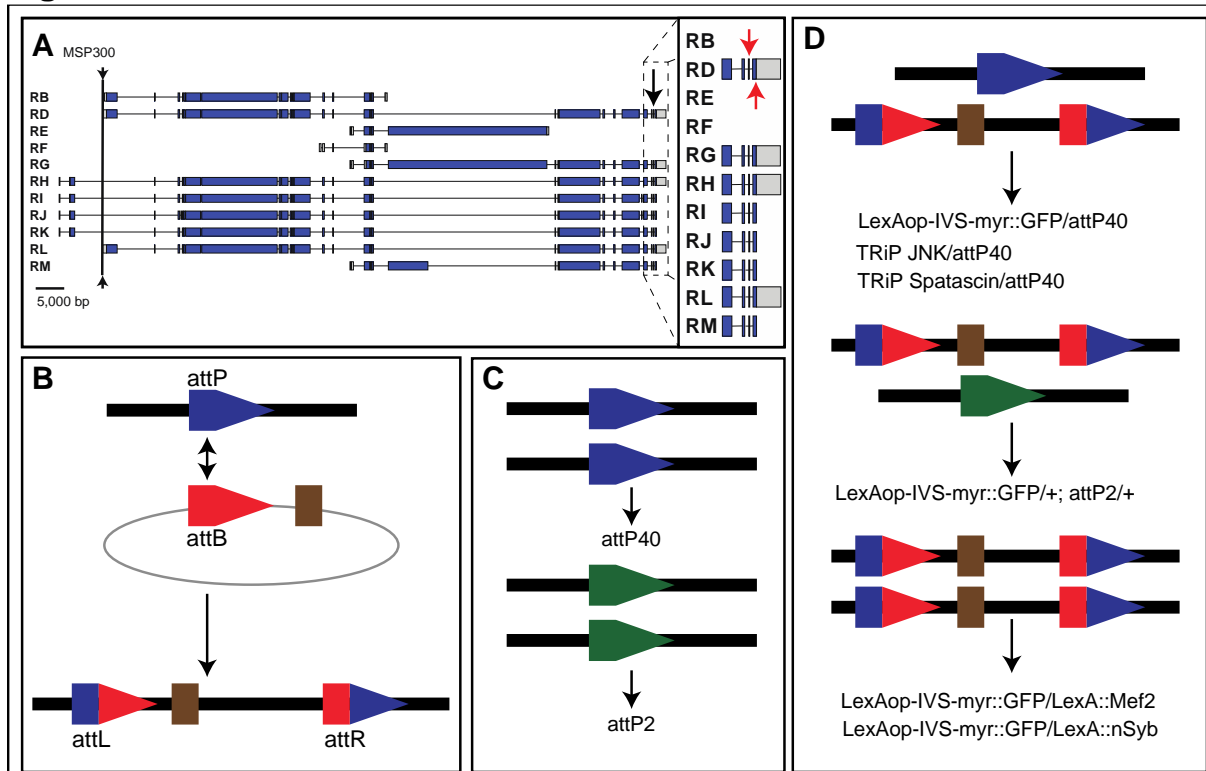 A
MSP300
RB
RD
RE
RF
RG
RH
RI
RJ
RK
RL
RM
5,000 bp
RB
RD
RE
RF
RG
RH
RI
RJ
RK
RL
RM
B
attP
attB
attL
attR
C
attP40
attP2
D
LexAop-IVS-myr::GFP/attP40
TRiP JNK/attP40
TRiP Spatascin/attP40
LexAop-IVS-myr::GFP/+; attP2/+
LexAop-IVS-myr::GFP/LexA::Mef2
LexAop-IVS-myr::GFP/LexA::nSyb